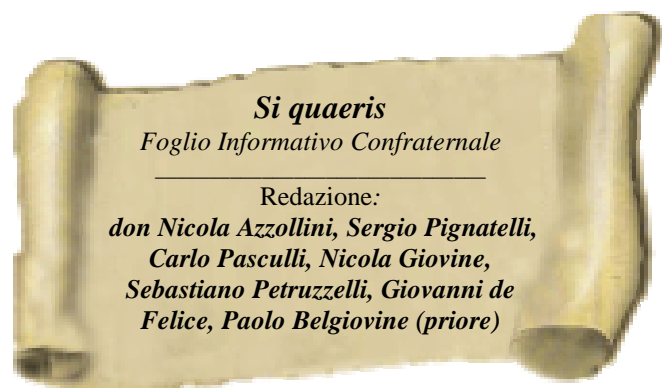 Si quaeris
Foglio Informativo Confraternale
__________________________
Redazione:
don Nicola Azzollini, Sergio Pignatelli,
Carlo Pasculli, Nicola Giovine,
Sebastiano Petruzzelli, Giovanni de
Felice, Paolo Belgiovine (priore)